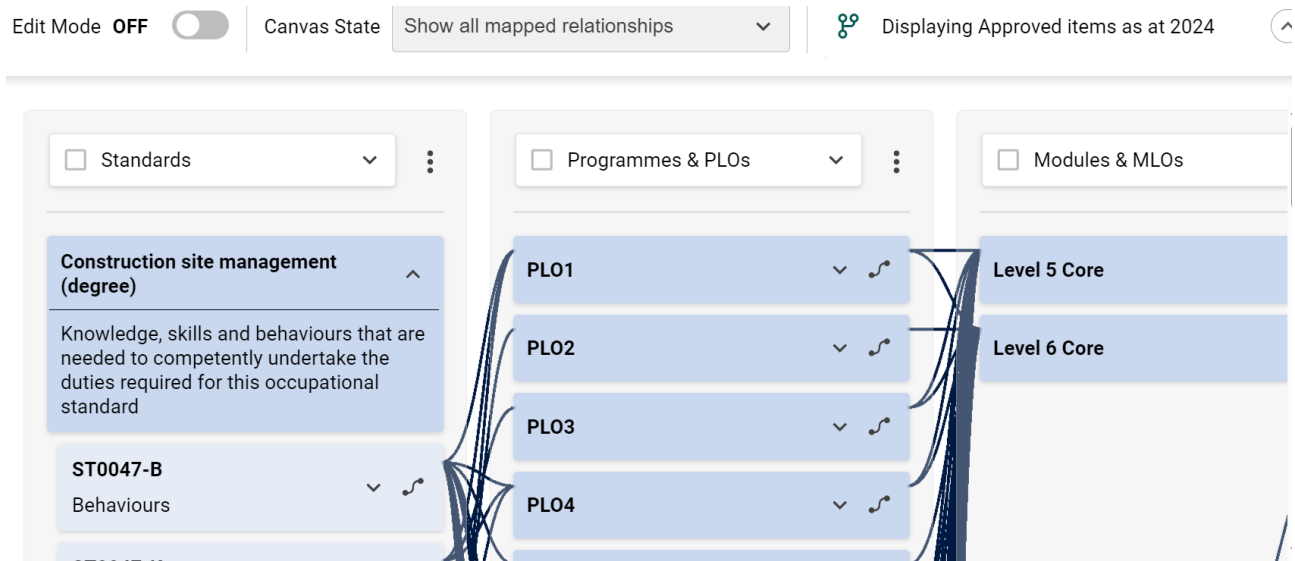 Edit Mode OFF
Canvas State
Show all mapped relationships
Displaying Approved items as at 2024
Standards
Programmes & PLOs
Modules & MLOs
Construction site management
(degree)
Knowledge, skills and behaviours that are
needed to competently undertake the
duties required for this occupational
standard
ST0047-B
Behaviours
PLO1
PLO2
PLO3
PLO4
Level 5 Core
Level 6 Core